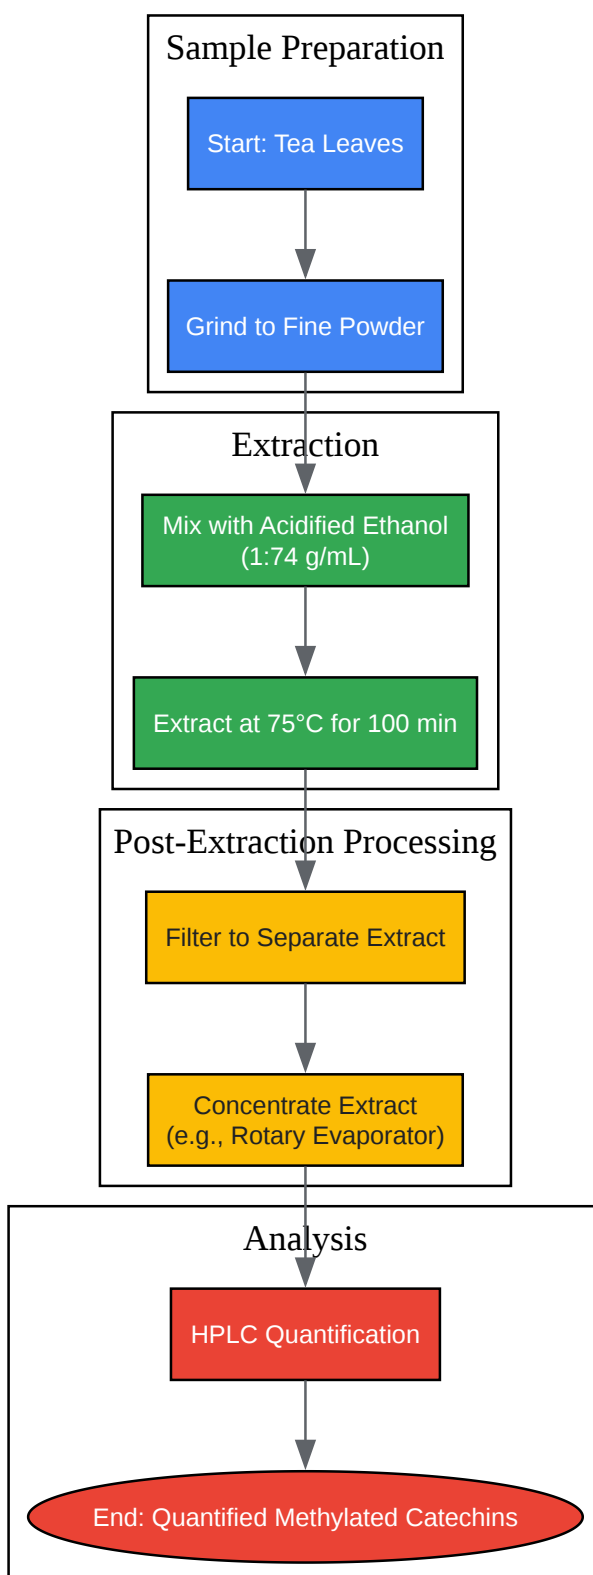 Sample Preparation
Start: Tea Leaves
Grind to Fine Powder
Extraction
Mix with Acidified Ethanol
(1:74 g/mL)
Extract at 75°C for 100 min
Post-Extraction Processing
Filter to Separate Extract
Concentrate Extract
(e.g., Rotary Evaporator)
Analysis
HPLC Quantification
End: Quantified Methylated Catechins